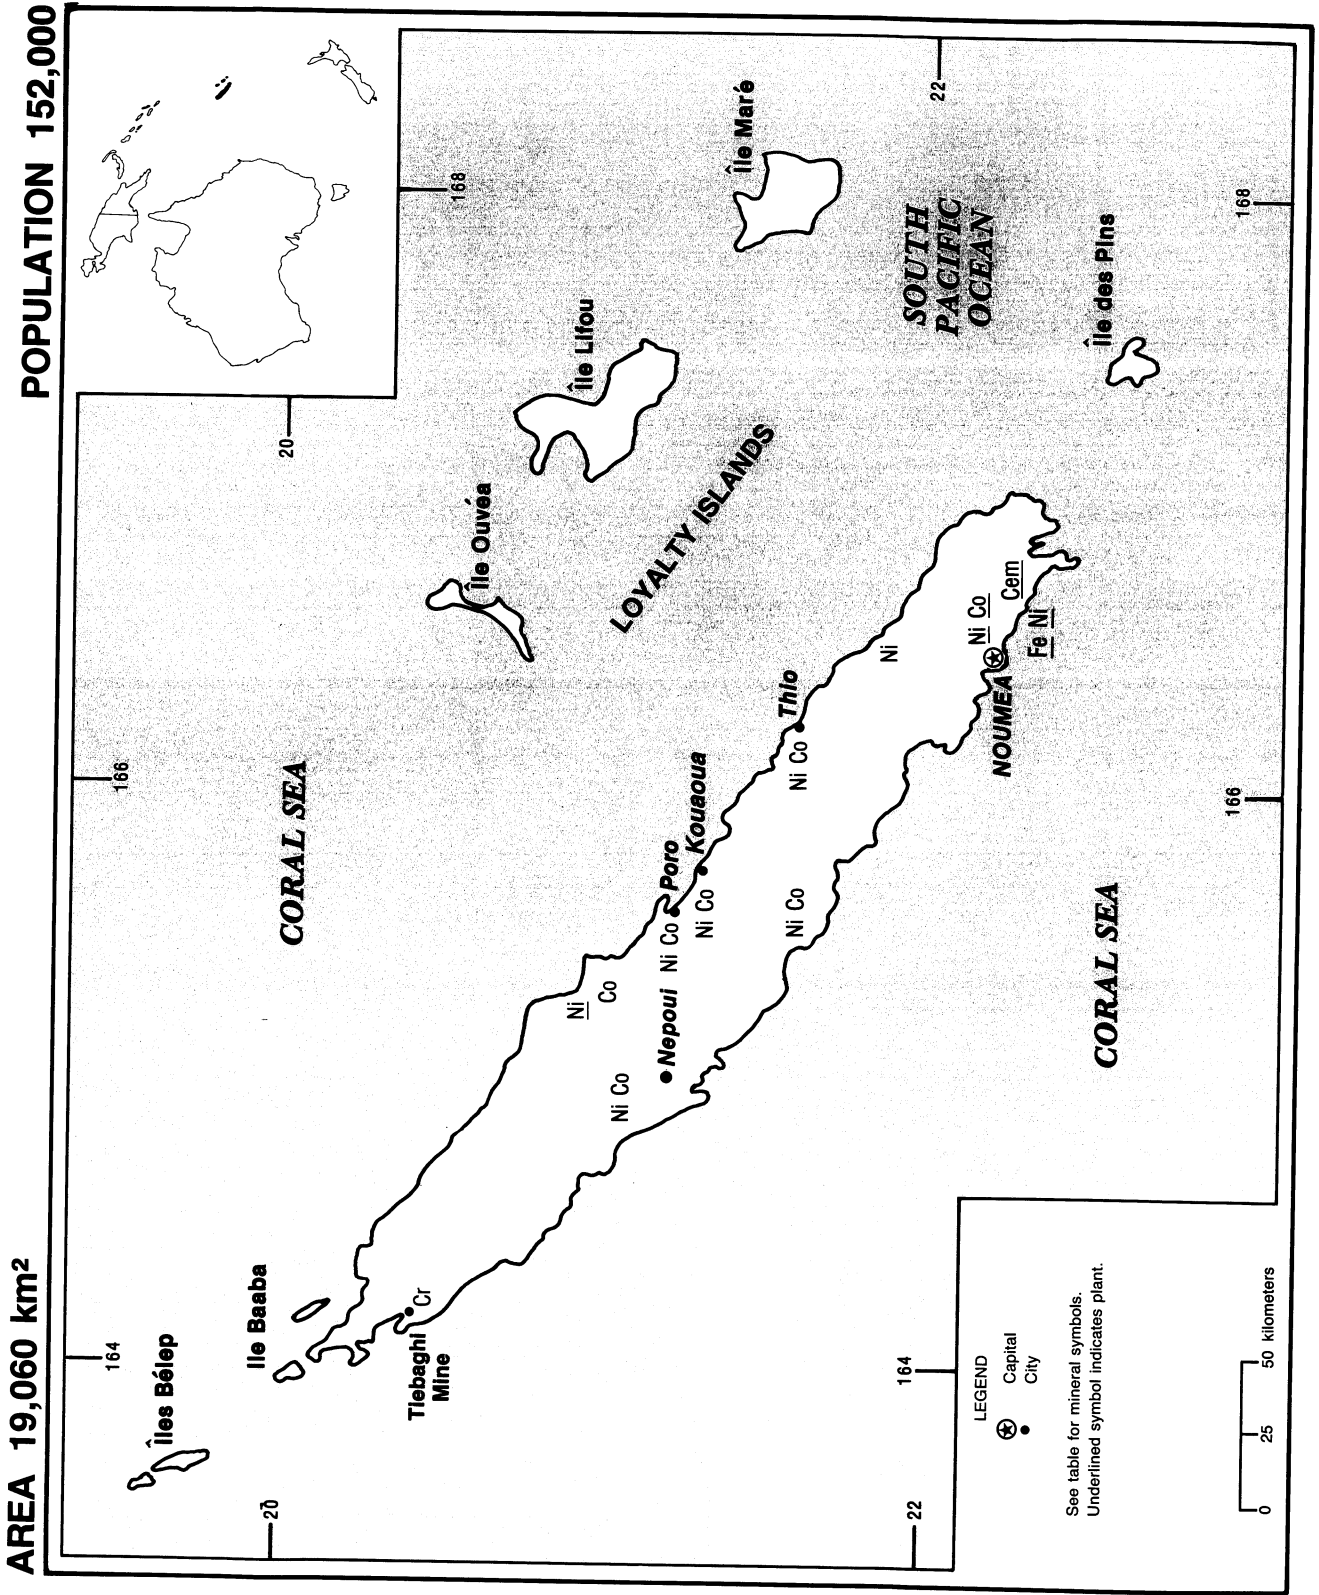 AREA 19,060 km²
POPULATION 152,000
164
166
20
168
Îles Bélep
Ile Baaba
CORAL SEA
Île Ouvéa
Île Lifou
Île Maré
Tiebaghi
Mine
Cr
Ni
Co
Ni Co
Nepoui
Ni Co
Poro
Ni Co
Kouaoua
LOYALTY ISLANDS
Ni Co
Thio
Ni Co
Ni
SOUTH
PACIFIC
OCEAN
NOUMEA
Ni Co
Cem
Fe Ni
Île des Pins
CORAL SEA
20
22
22
164
166
168
LEGEND
Capital
City
See table for mineral symbols.
Underlined symbol indicates plant.
0 25 50 kilometers